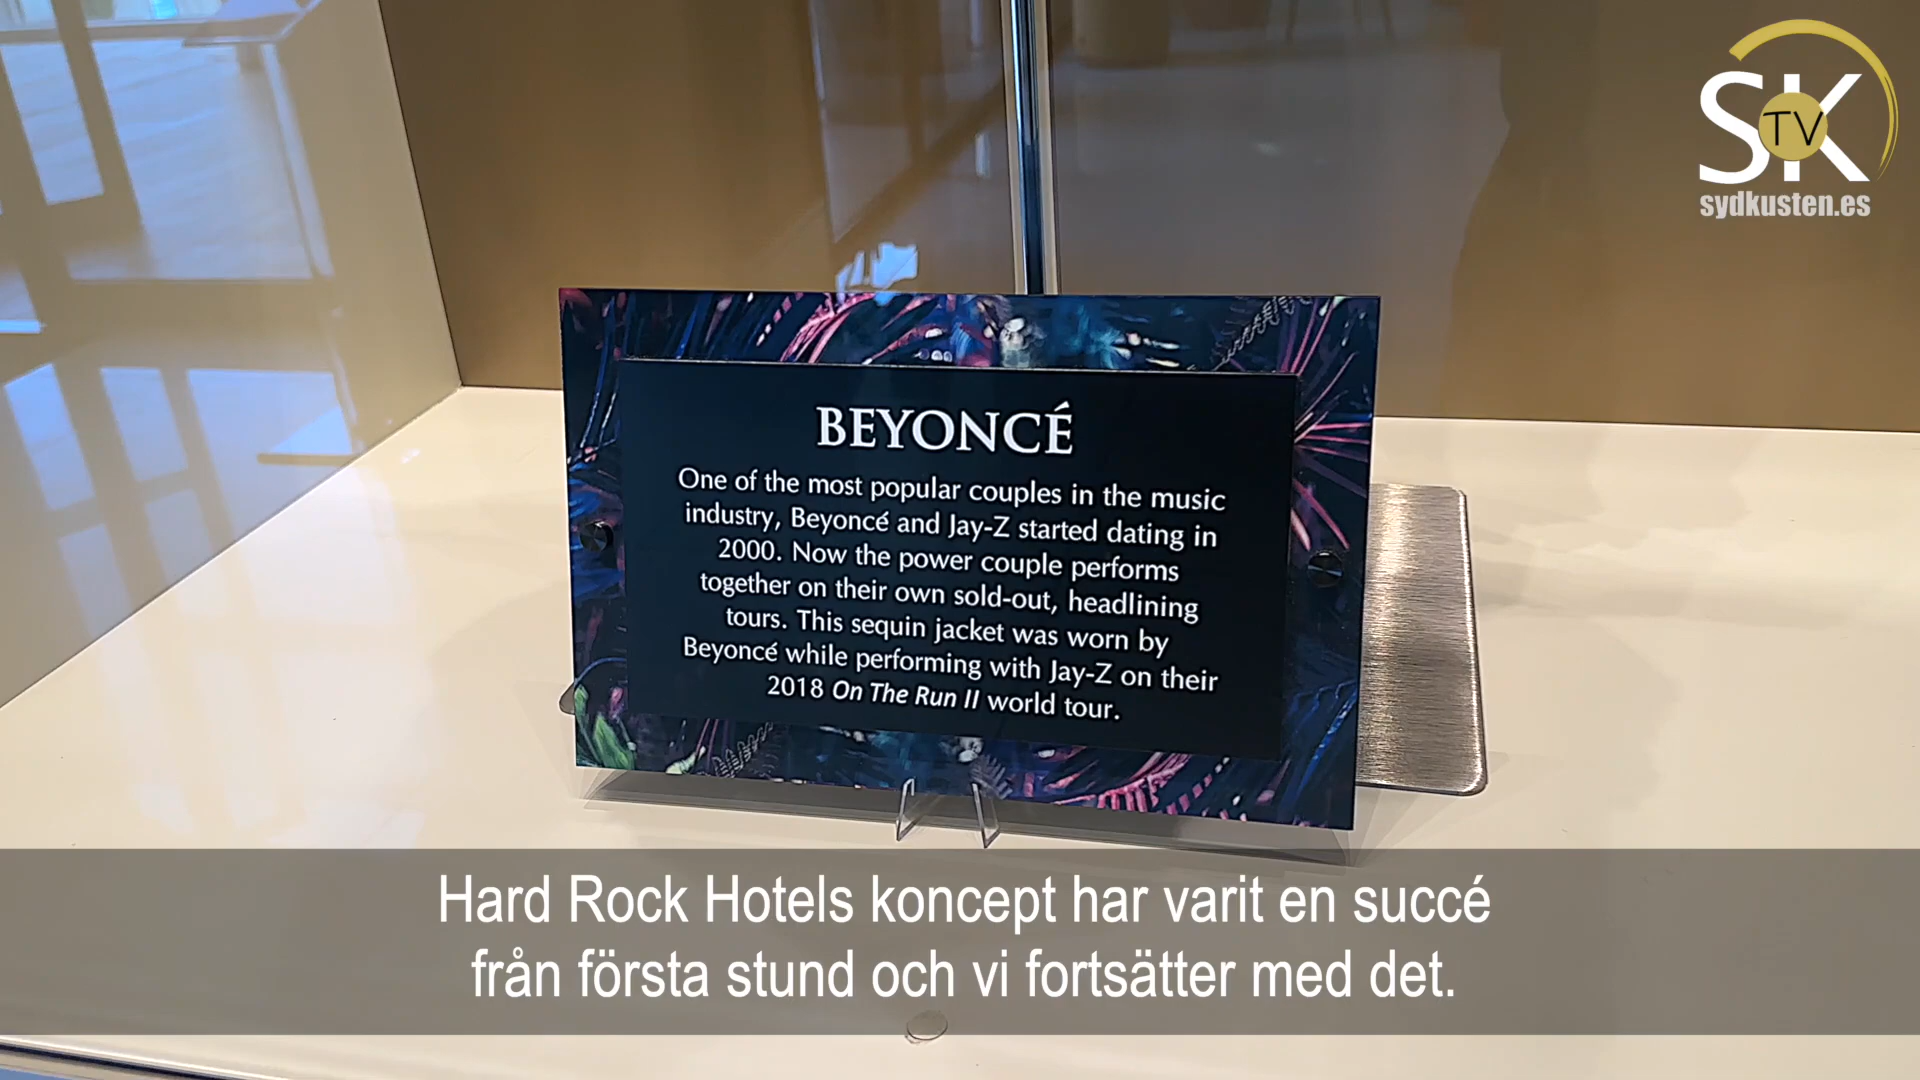 SK
TV
sydkusten.es
BEYONCÉ
One of the most popular couples in the music
industry, Beyoncé and Jay-Z started dating in
2000. Now the power couple performs
together on their own sold-out, headlining
tours. This sequin jacket was worn by
Beyoncé while performing with Jay-Z on their
2018 On The Run II world tour.
Hard Rock Hotels koncept har varit en succé
från första stund och vi fortsätter med det.